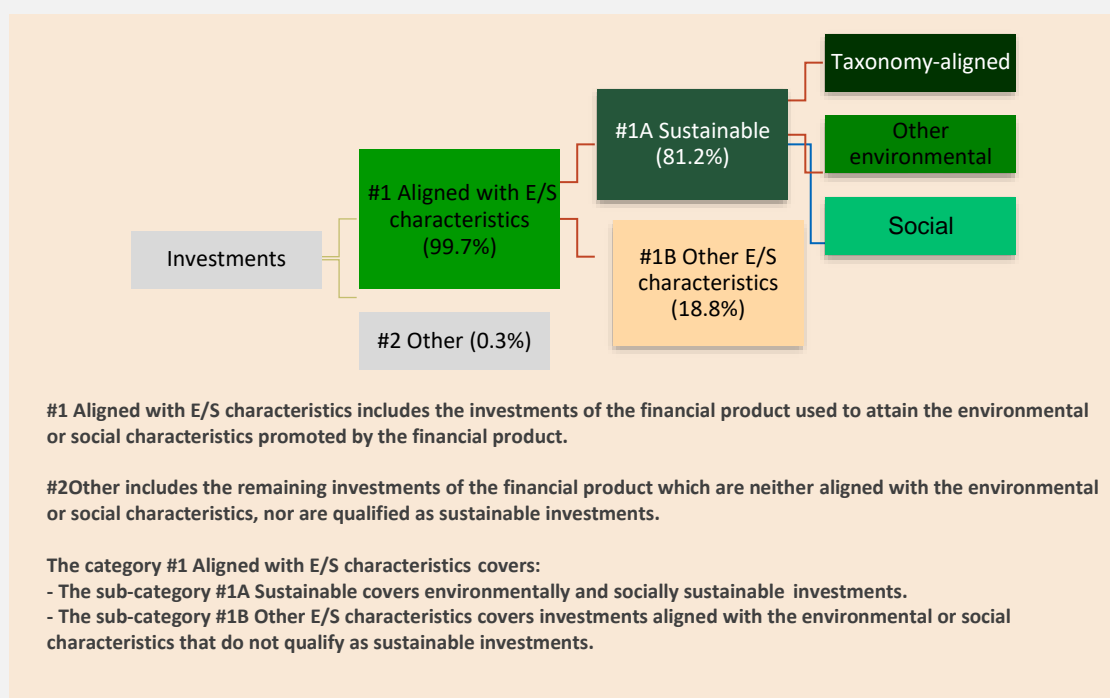 Taxonomy-aligned
#1A Sustainable
(81.2%)
Other
environmental
#1 Aligned with E/S
characteristics
(99.7%)
Social
Investments
#1B Other E/S
characteristics
(18.8%)
#2 Other (0.3%)
#1 Aligned with E/S characteristics includes the investments of the financial product used to attain the environmental
or social characteristics promoted by the financial product.
#2Other includes the remaining investments of the financial product which are neither aligned with the environmental
or social characteristics, nor are qualified as sustainable investments.
The category #1 Aligned with E/S characteristics covers:
- The sub-category #1A Sustainable covers environmentally and socially sustainable investments.
- The sub-category #1B Other E/S characteristics covers investments aligned with the environmental or social
characteristics that do not qualify as sustainable investments.